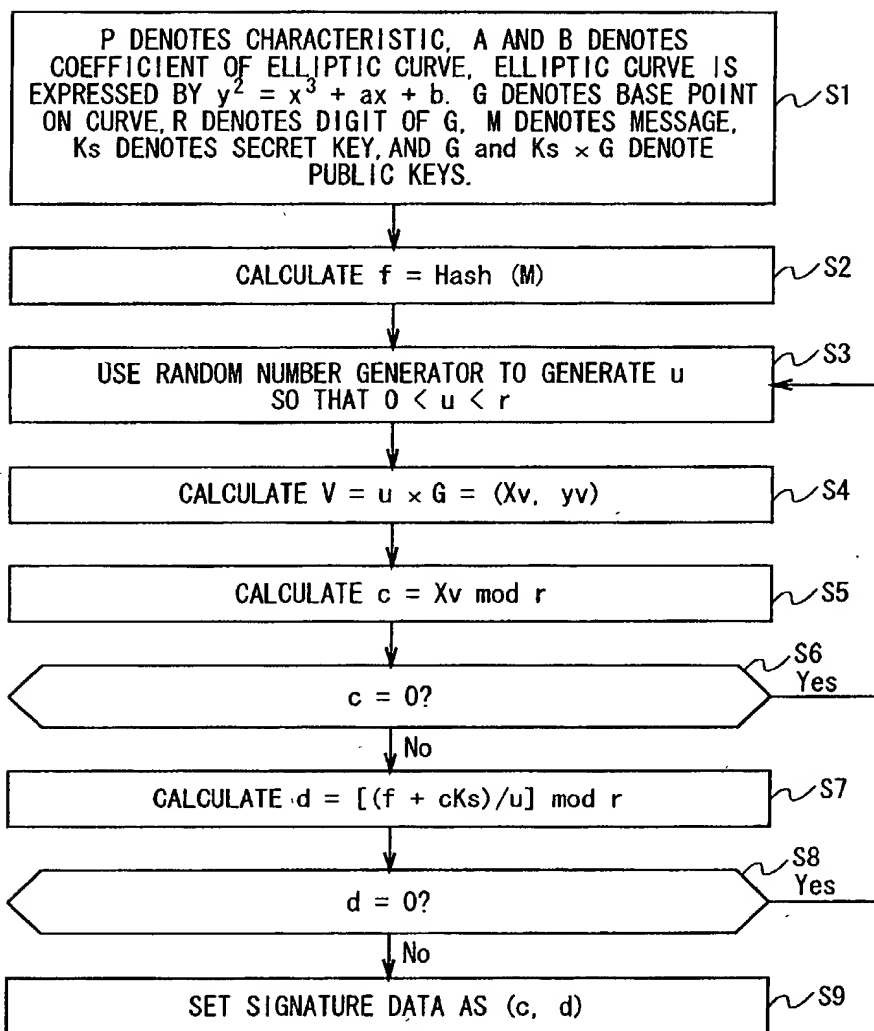 P DENOTES CHARACTERISTIC, A AND B DENOTES
COEFFICIENT OF ELLIPTIC CURVE, ELLIPTIC CURVE IS
EXPRESSED BY y² = x³ + ax + b. G DENOTES BASE POINT
ON CURVE, R DENOTES DIGIT OF G, M DENOTES MESSAGE,
Ks DENOTES SECRET KEY, AND G and Ks × G DENOTE
PUBLIC KEYS.
S1
CALCULATE f = Hash (M)
S2
USE RANDOM NUMBER GENERATOR TO GENERATE u
SO THAT 0 < u < r
S3
CALCULATE V = u × G = (Xv, yv)
S4
CALCULATE c = Xv mod r
S5
c = 0?
S6
Yes
No
CALCULATE d = [(f + cKs)/u] mod r
S7
d = 0?
S8
Yes
No
SET SIGNATURE DATA AS (c, d)
S9